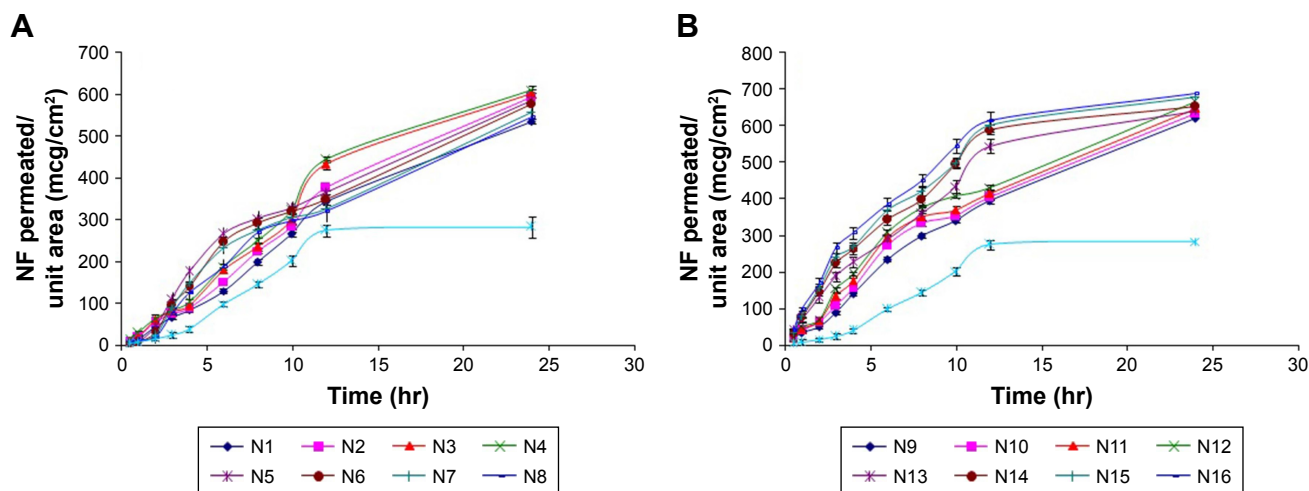 A
700
600
500
400
300
200
100
0
NF permeated/
unit area (mcg/cm²)
0 5 10 15 20 25 30
Time (hr)
N1 N2 N3 N4
N5 N6 N7 N8
B
800
700
600
500
400
300
200
100
0
NF permeated/
unit area (mcg/cm²)
0 5 10 15 20 25 30
Time (hr)
N9 N10 N11 N12
N13 N14 N15 N16